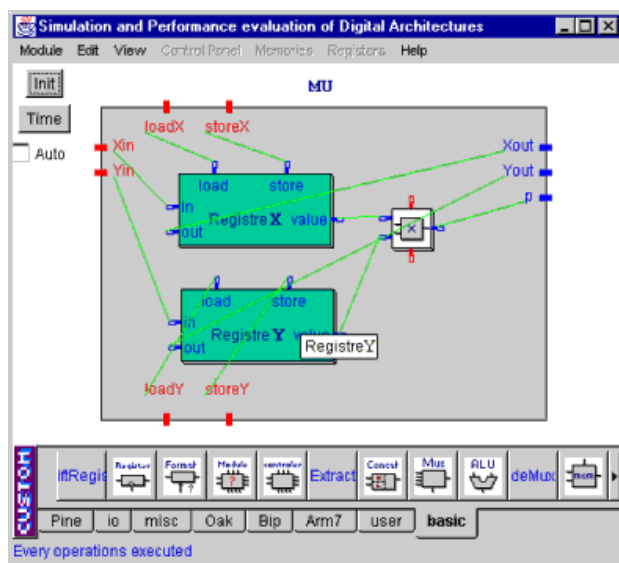 Simulation and Performance evaluation of Digital Architectures
Module Edit View Control Panel Memories Registers Help
Init
MU
Time
Auto
loadX storeX
Xin
Yin
Xout
Yout
p
load store
in
Registre X value
out
×
load store
in
Registre Y
out
RegistreY
loadY storeY
CUSTOM
iftRegis
Register
Format
Module
?
controler
Extract
Concat
Mux
ALU
deMux
mem
Pine io misc Oak Bip Arm7 user basic
Every operations executed